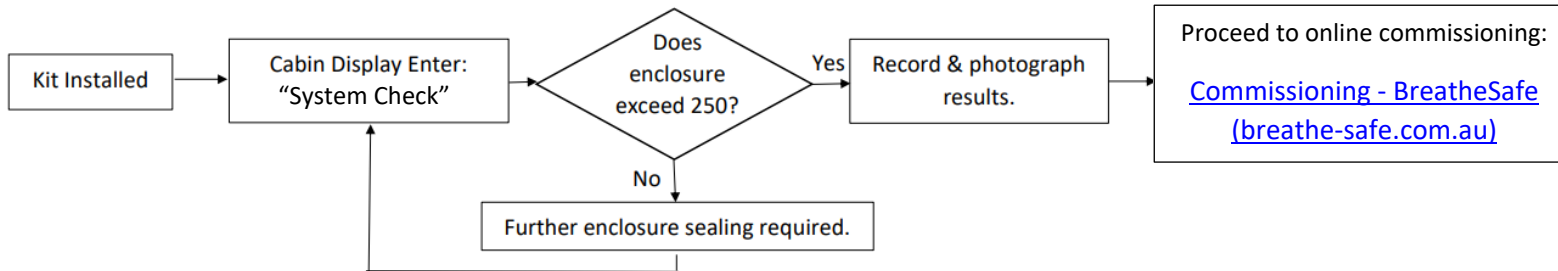 Kit Installed
Cabin Display Enter:
“System Check”
Does
enclosure
exceed 250?
Yes
Record & photograph
results.
Proceed to online commissioning:
Commissioning - BreatheSafe
(breathe-safe.com.au)
No
Further enclosure sealing required.